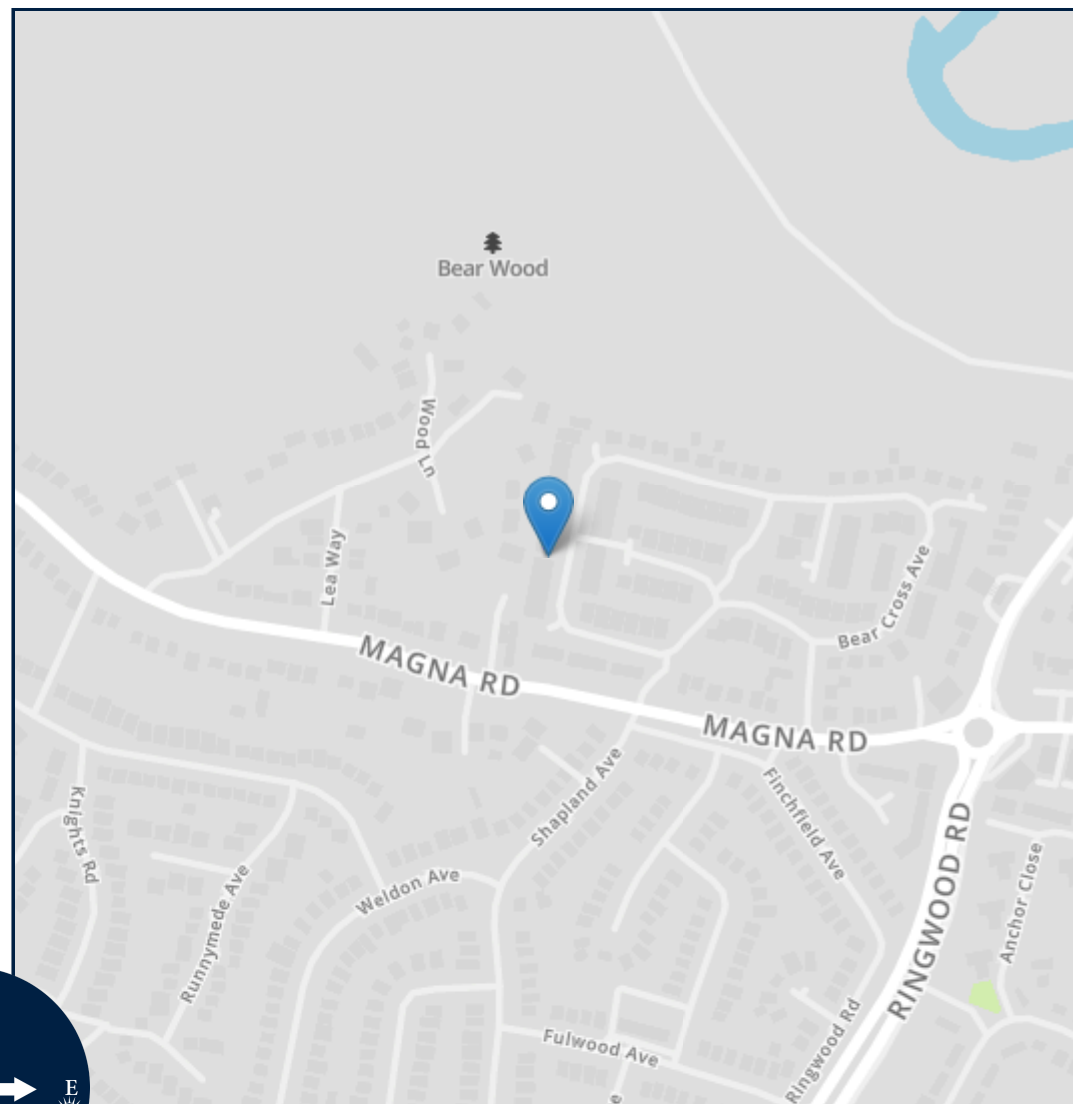 Bear Wood
Wood Ln
Lea Way
Bear Cross Ave
MAGNA RD
MAGNA RD
Shapland Ave
Finchfield Ave
Knights Rd
Weldon Ave
Runnymede Ave
RINGWOOD RD
Anchor Close
Ringwood Rd
Fulwood Ave
E